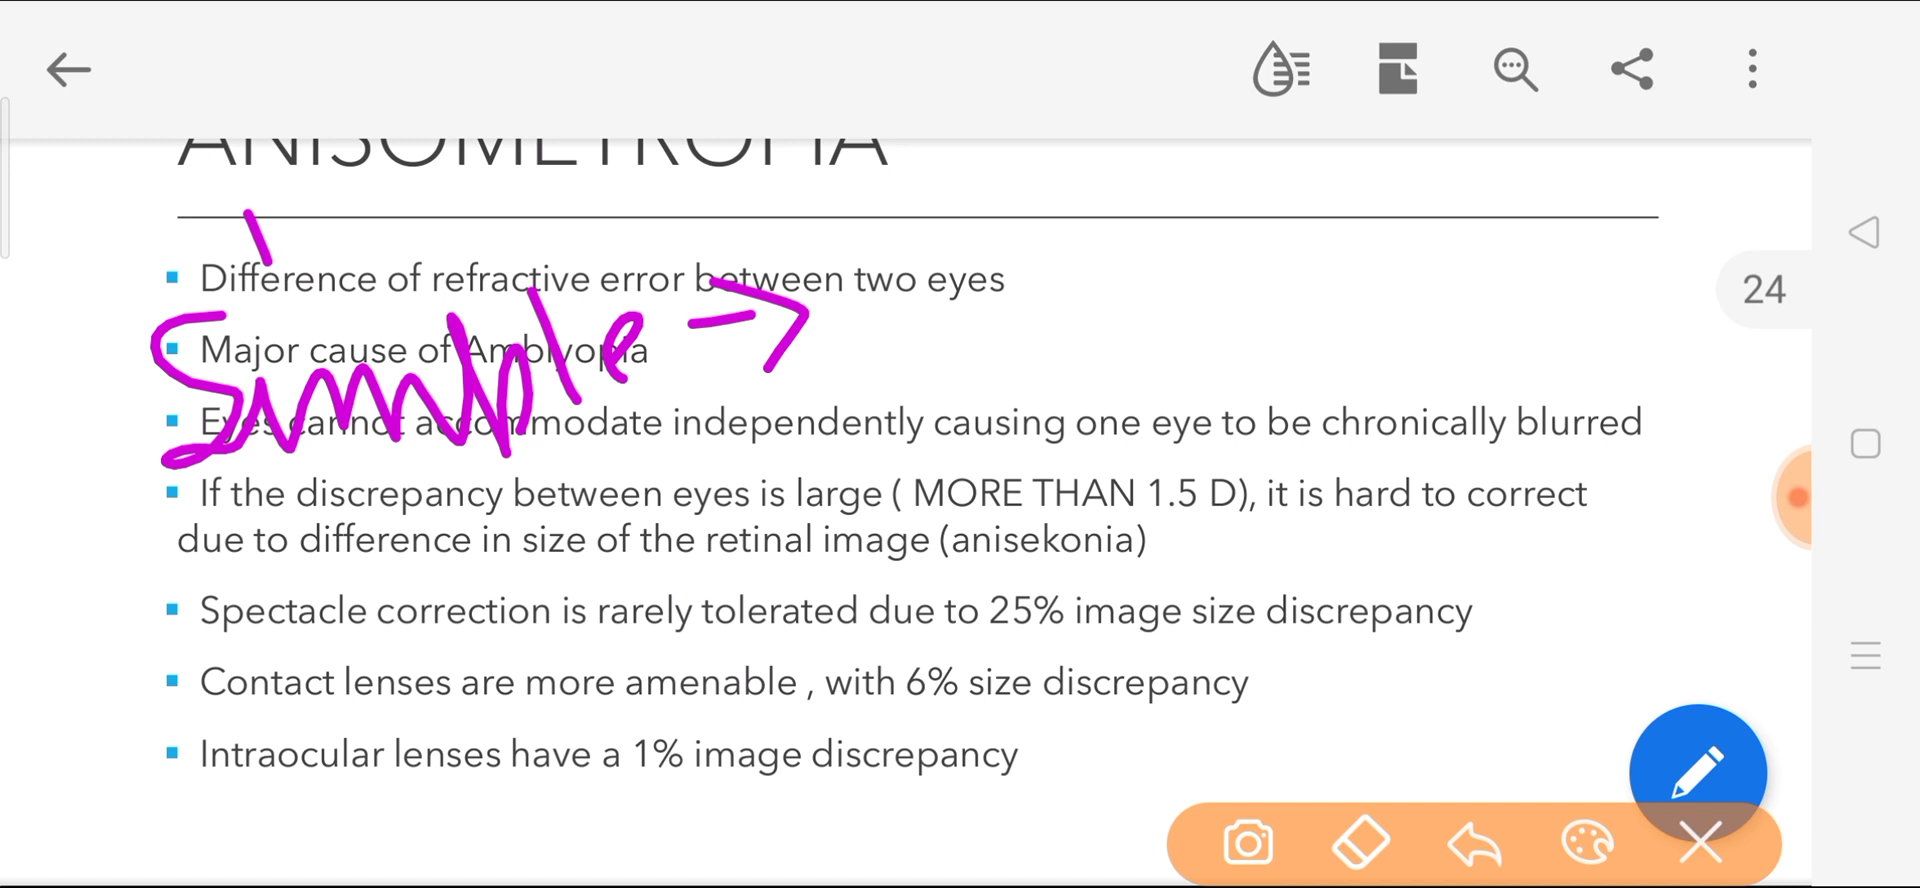 ANISOMETROPIA
Difference of refractive error between two eyes
Simple →
Major cause of Amblyopia
Eyes cannot accommodate independently causing one eye to be chronically blurred
If the discrepancy between eyes is large ( MORE THAN 1.5 D), it is hard to correct
due to difference in size of the retinal image (anisekonia)
Spectacle correction is rarely tolerated due to 25% image size discrepancy
Contact lenses are more amenable , with 6% size discrepancy
Intraocular lenses have a 1% image discrepancy
24